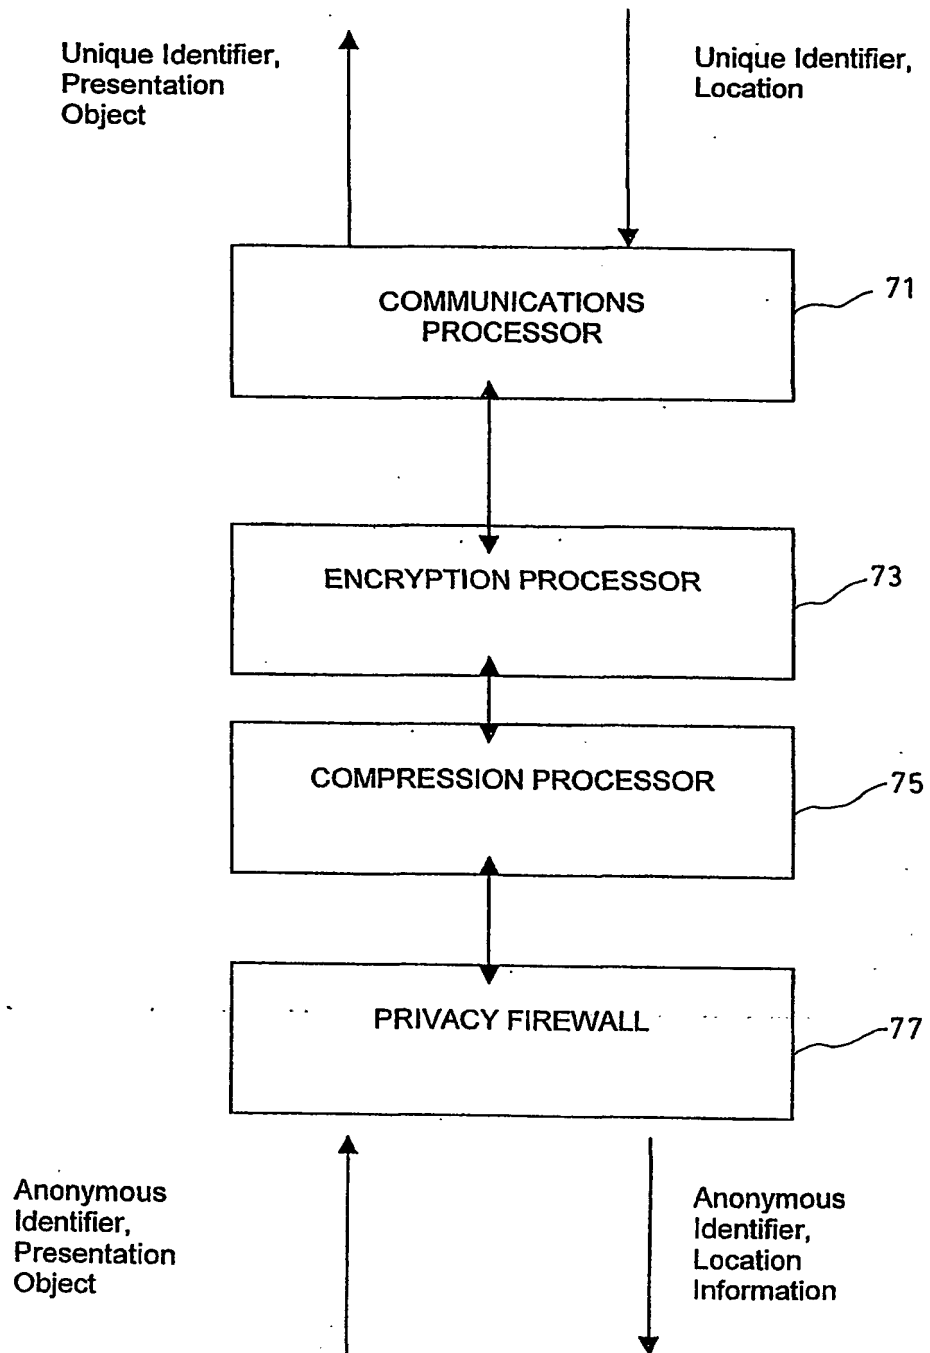 Unique Identifier,
Presentation
Object
Unique Identifier,
Location
COMMUNICATIONS
PROCESSOR
71
ENCRYPTION PROCESSOR
73
COMPRESSION PROCESSOR
75
PRIVACY FIREWALL
77
Anonymous
Identifier,
Presentation
Object
Anonymous
Identifier,
Location
Information